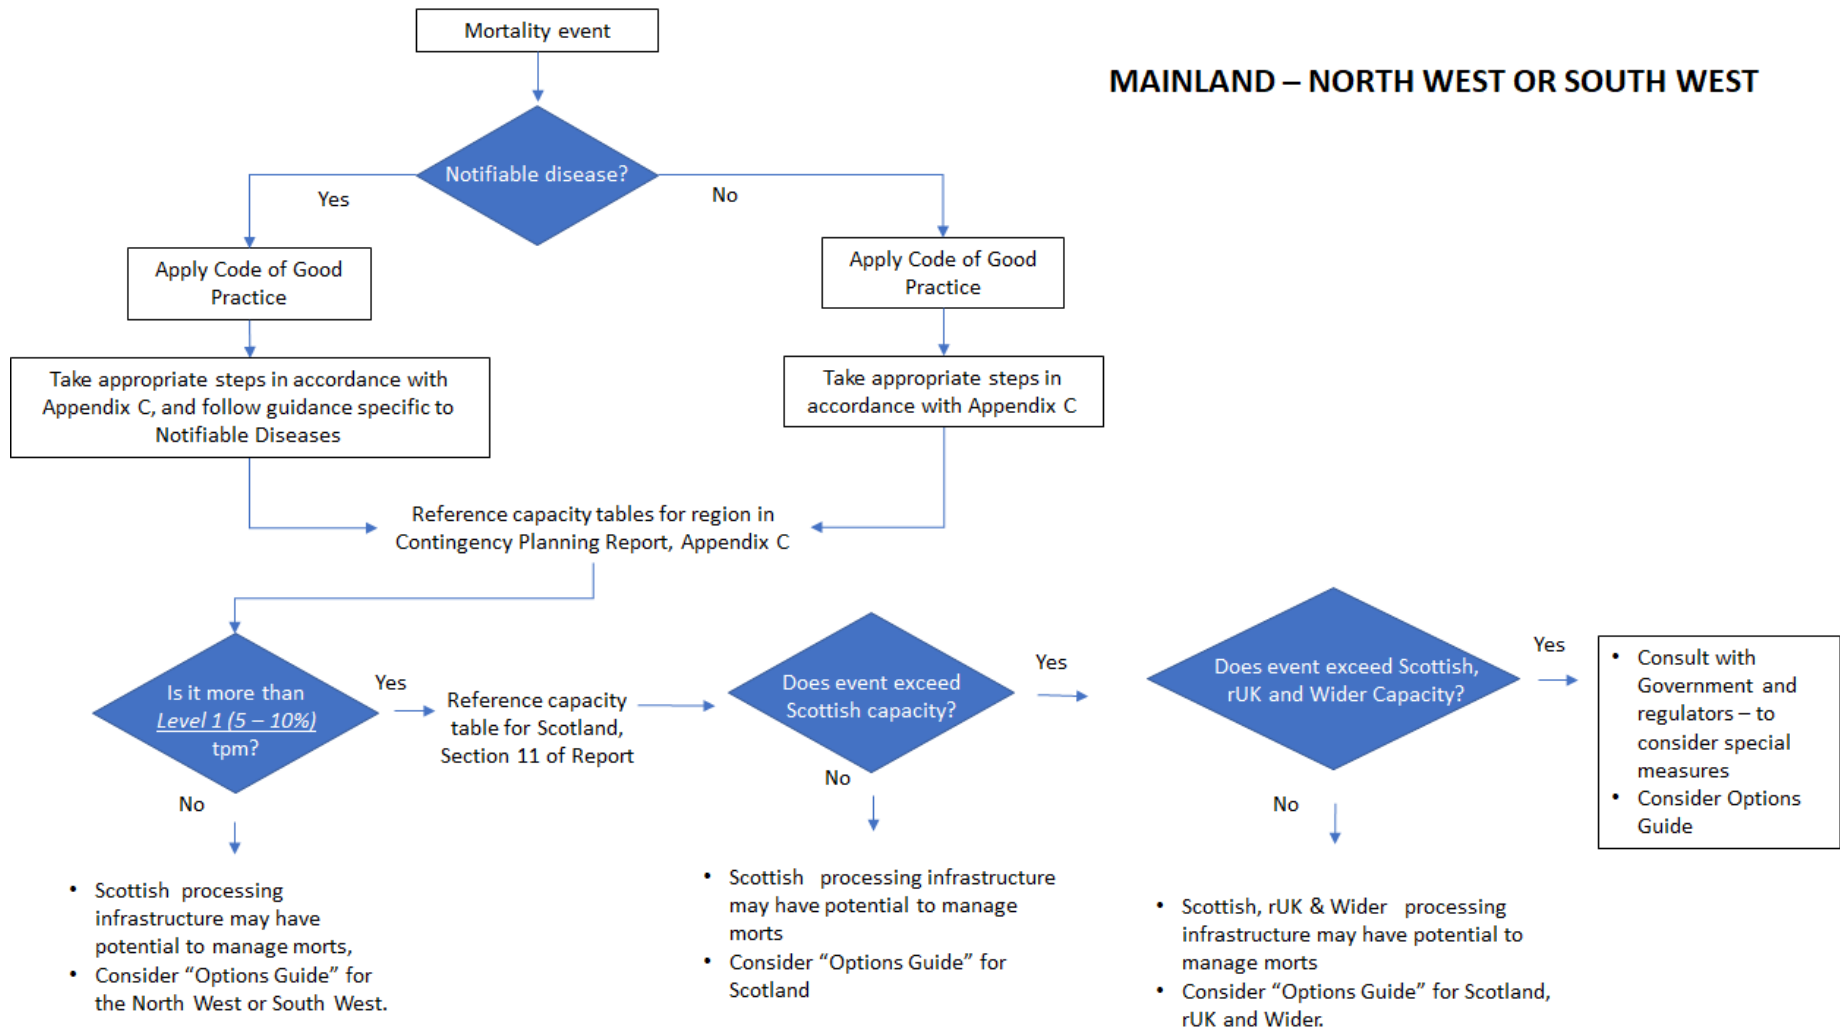 Mortality event
MAINLAND – NORTH WEST OR SOUTH WEST
Notifiable disease?
Yes
No
Apply Code of Good
Practice
Apply Code of Good
Practice
Take appropriate steps in accordance with
Appendix C, and follow guidance specific to
Notifiable Diseases
Take appropriate steps in
accordance with Appendix C
Reference capacity tables for region in
Contingency Planning Report, Appendix C
Is it more than
Level 1 (5 – 10%)
tpm?
Yes
No
Reference capacity
table for Scotland,
Section 11 of Report
Does event exceed
Scottish capacity?
Yes
No
Does event exceed Scottish,
rUK and Wider Capacity?
Yes
No
• Consult with
Government and
regulators – to
consider special
measures
• Consider Options
Guide
• Scottish processing
infrastructure may have
potential to manage morts,
• Consider “Options Guide” for
the North West or South West.
• Scottish processing infrastructure
may have potential to manage
morts
• Consider “Options Guide” for
Scotland
• Scottish, rUK & Wider processing
infrastructure may have potential to
manage morts
• Consider “Options Guide” for Scotland,
rUK and Wider.